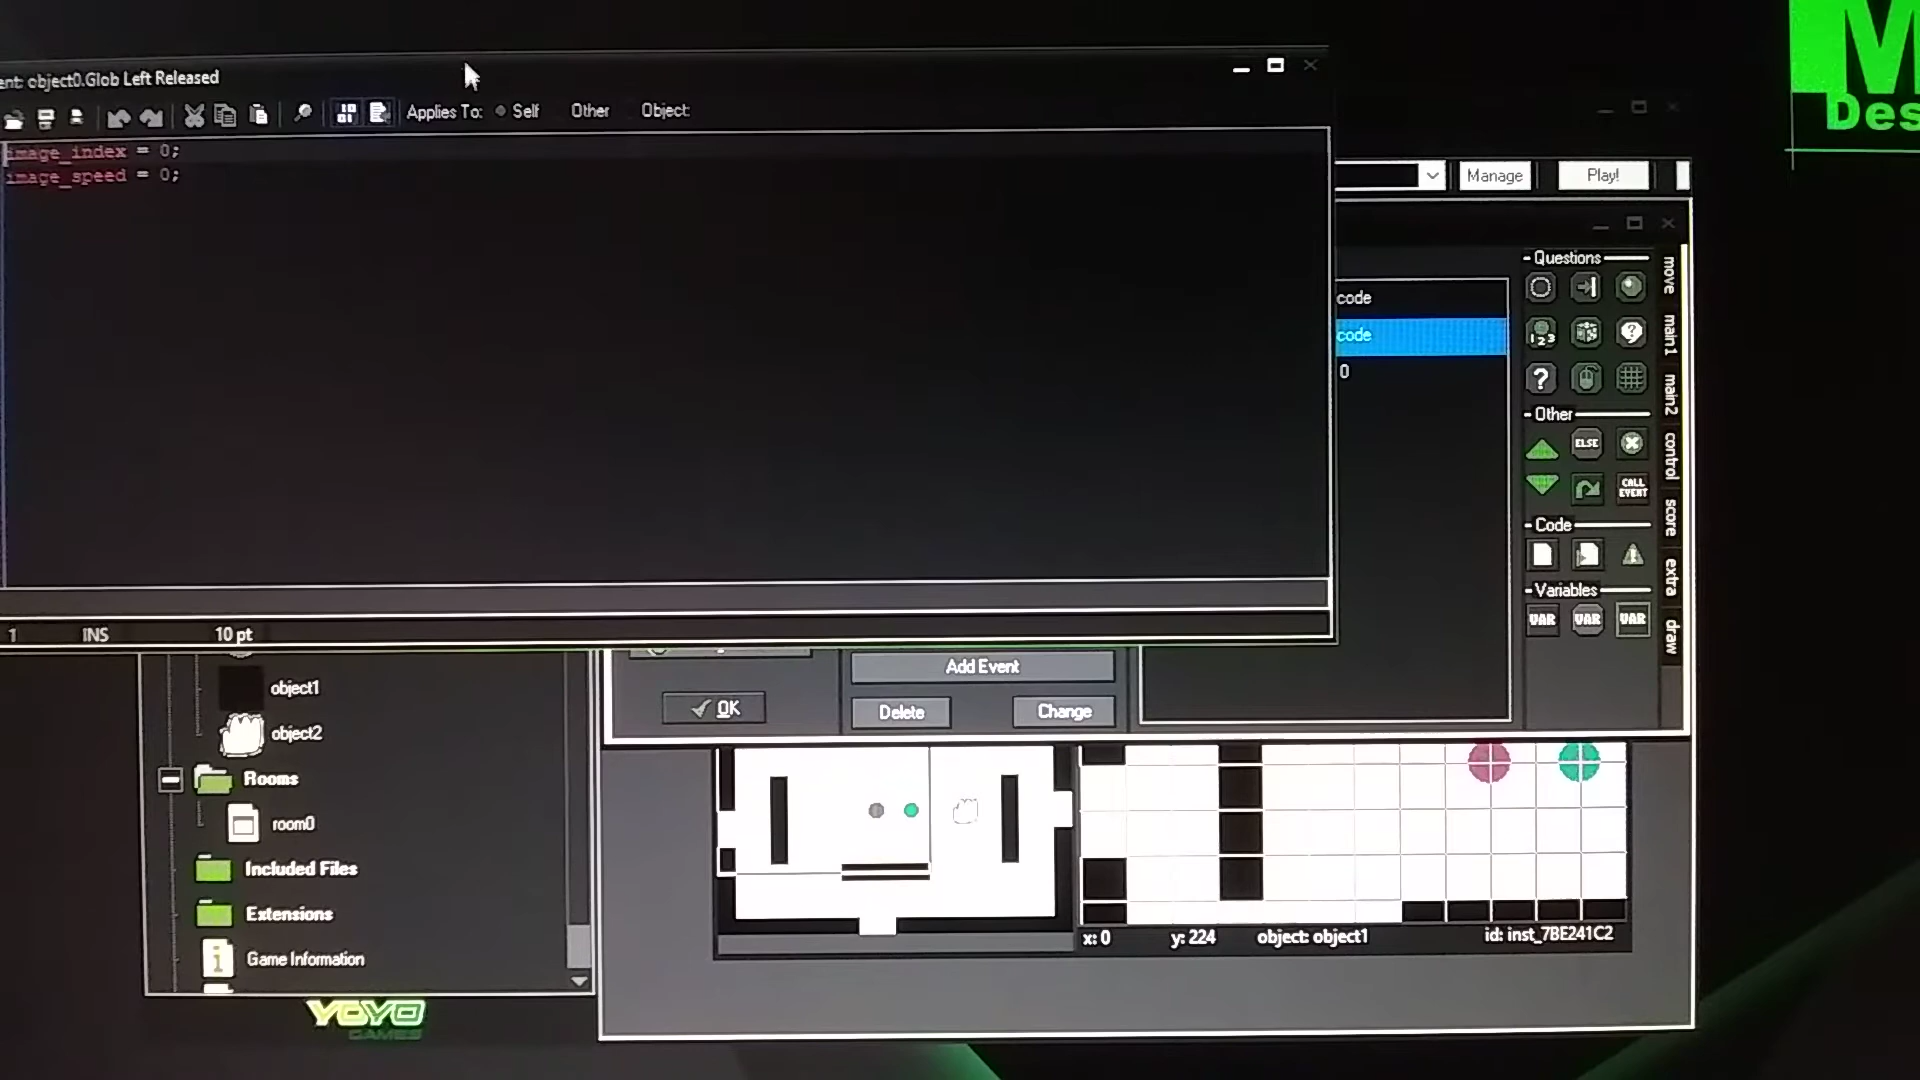 ent: object0.Glob Left Released
Applies To: Self Other Object:
image_index = 0;
image_speed = 0;
1 INS 10 pt
M
Des
Manage Play!
code
code
0
Questions
Other
ELSE
CALL EVENT
Code
Variables
VAR VAR VAR
move
main1
main2
control
score
extra
draw
Add Event
OK
Delete
Change
object1
object2
Rooms
room0
Included Files
Extensions
Game Information
YOYO
GAMES
x: 0 y: 224 object: object1 id: inst_7BE241C2